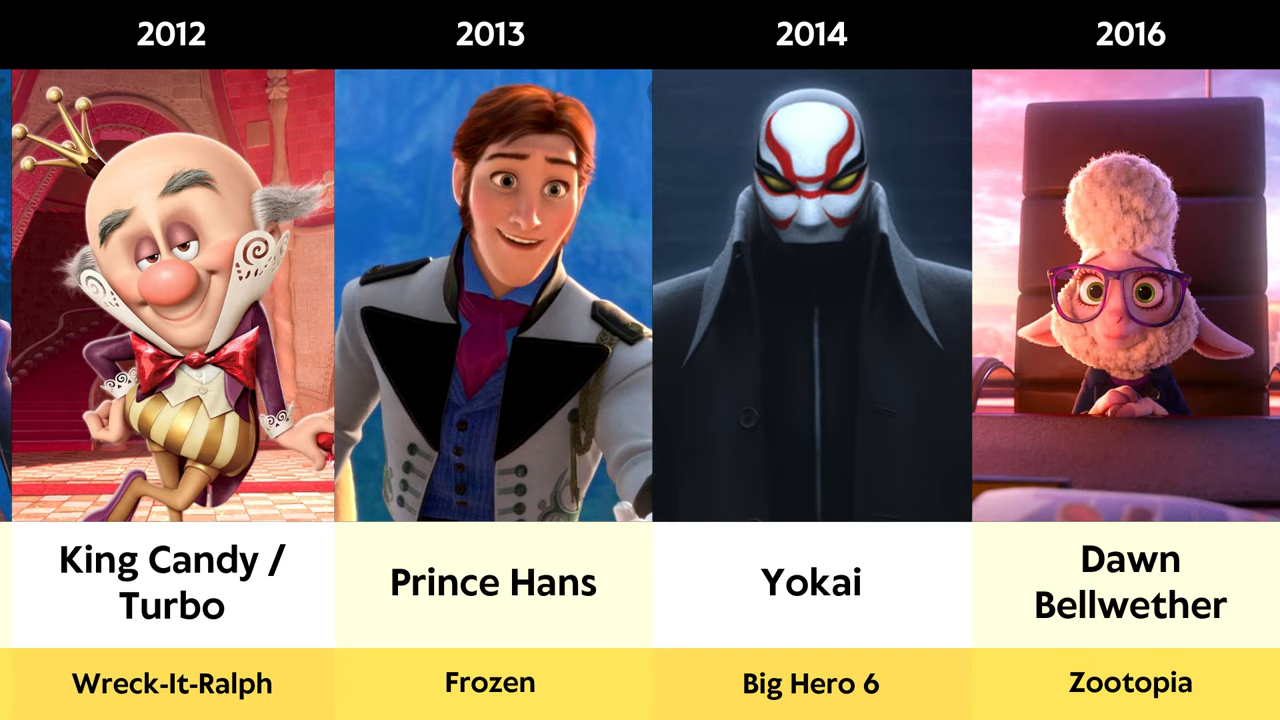 2012
2013
2014
2016
King Candy /
Turbo
Prince Hans
Yokai
Dawn
Bellwether
Wreck-It-Ralph
Frozen
Big Hero 6
Zootopia